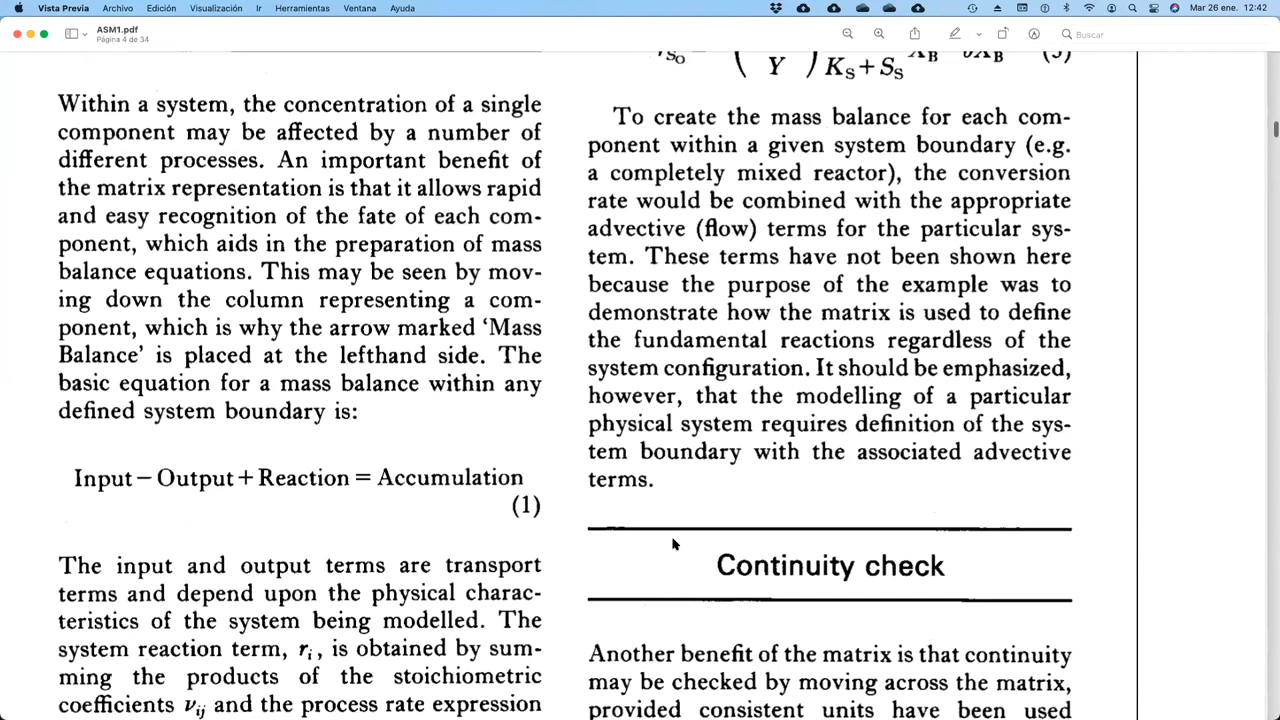 Vista Previa Archivo Edición Visualización Ir Herramientas Ventana Ayuda
Mar 26 ene. 12:42
ASM1.pdf
Página 4 de 34
Buscar
Within a system, the concentration of a single
component may be affected by a number of
different processes. An important benefit of
the matrix representation is that it allows rapid
and easy recognition of the fate of each com-
ponent, which aids in the preparation of mass
balance equations. This may be seen by mov-
ing down the column representing a com-
ponent, which is why the arrow marked ‘Mass
Balance’ is placed at the lefthand side. The
basic equation for a mass balance within any
defined system boundary is:
Input − Output + Reaction = Accumulation
(1)
The input and output terms are transport
terms and depend upon the physical charac-
teristics of the system being modelled. The
system reaction term, rᵢ, is obtained by sum-
ming the products of the stoichiometric
coefficients νᵢⱼ and the process rate expression
( Y ) K_S + S_S
To create the mass balance for each com-
ponent within a given system boundary (e.g.
a completely mixed reactor), the conversion
rate would be combined with the appropriate
advective (flow) terms for the particular sys-
tem. These terms have not been shown here
because the purpose of the example was to
demonstrate how the matrix is used to define
the fundamental reactions regardless of the
system configuration. It should be emphasized,
however, that the modelling of a particular
physical system requires definition of the sys-
tem boundary with the associated advective
terms.
Continuity check
Another benefit of the matrix is that continuity
may be checked by moving across the matrix,
provided consistent units have been used